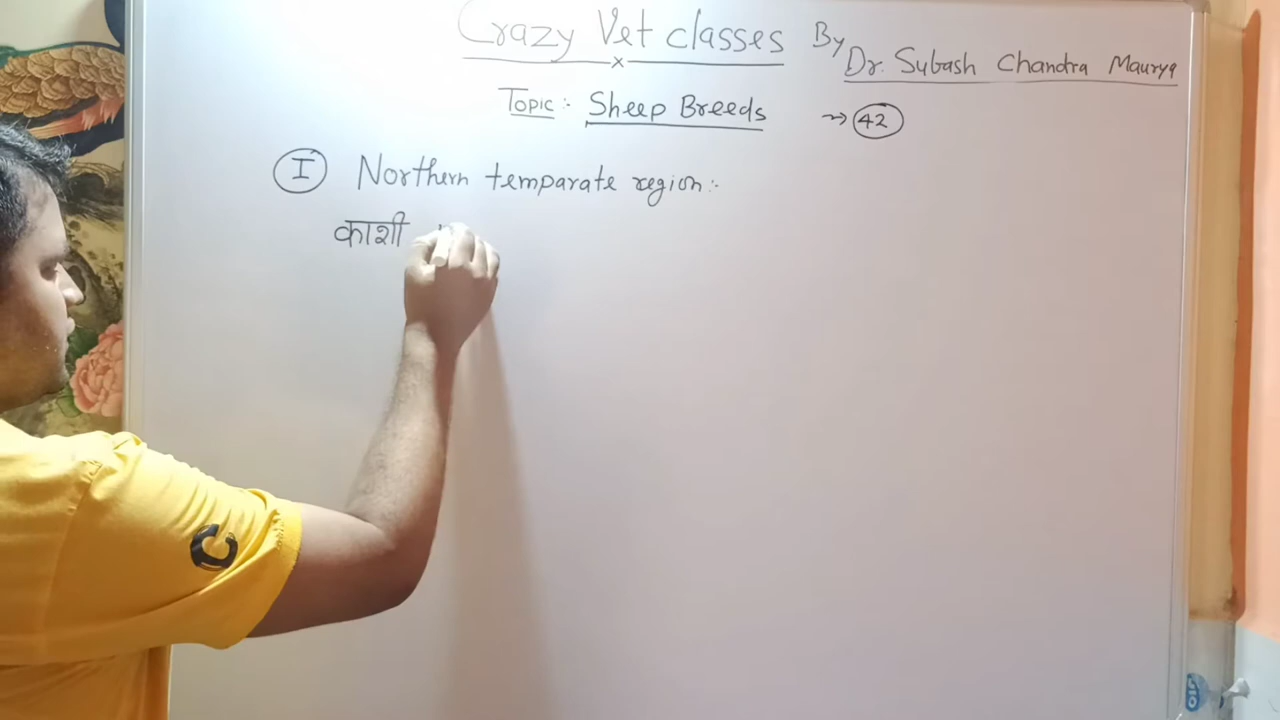 Crazy Vet classes By Dr. Subash Chandra Maurya
Topic:- Sheep Breeds → 42
I Northern temparate region:-
काशी